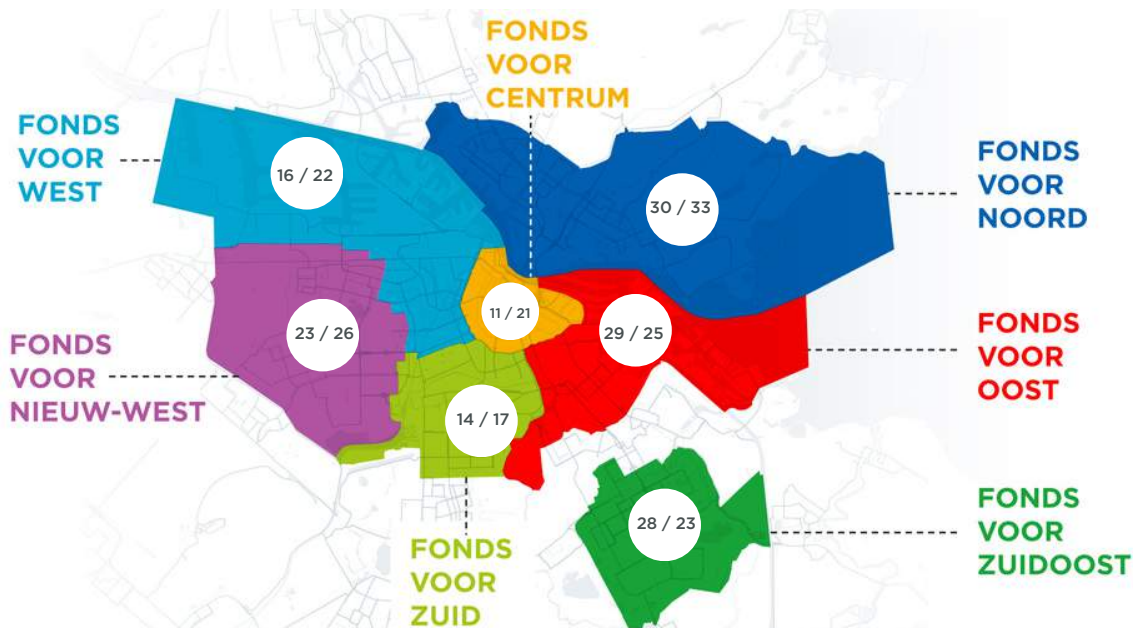 FONDS
VOOR
CENTRUM
FONDS
VOOR
WEST
16 / 22
FONDS
VOOR
NOORD
30 / 33
11 / 21
23 / 26
29 / 25
FONDS
VOOR
NIEUW-WEST
FONDS
VOOR
OOST
14 / 17
28 / 23
FONDS
VOOR
ZUIDOOST
FONDS
VOOR
ZUID